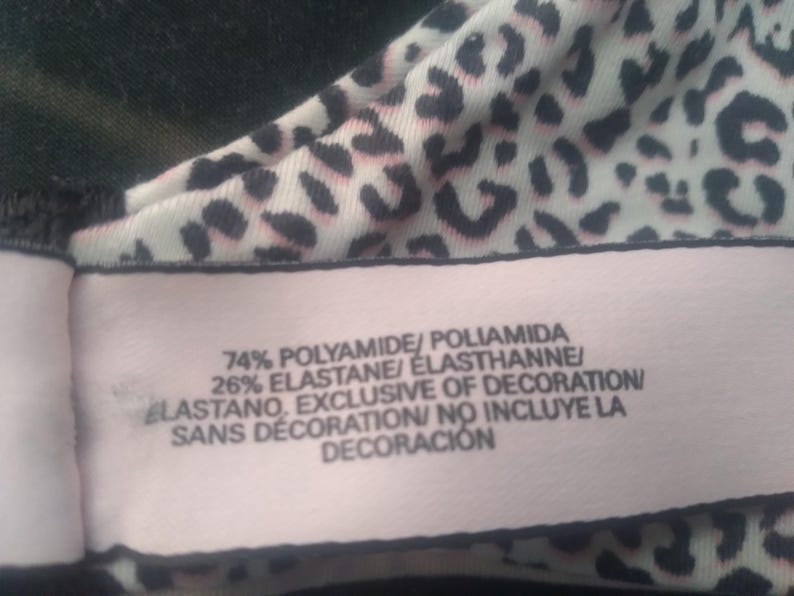 74% POLYAMIDE/ POLIAMIDA
26% ELASTANE/ ÉLASTHANNE/
ELASTANO. EXCLUSIVE OF DECORATION/
SANS DÉCORATION/ NO INCLUYE LA
DECORACIÓN